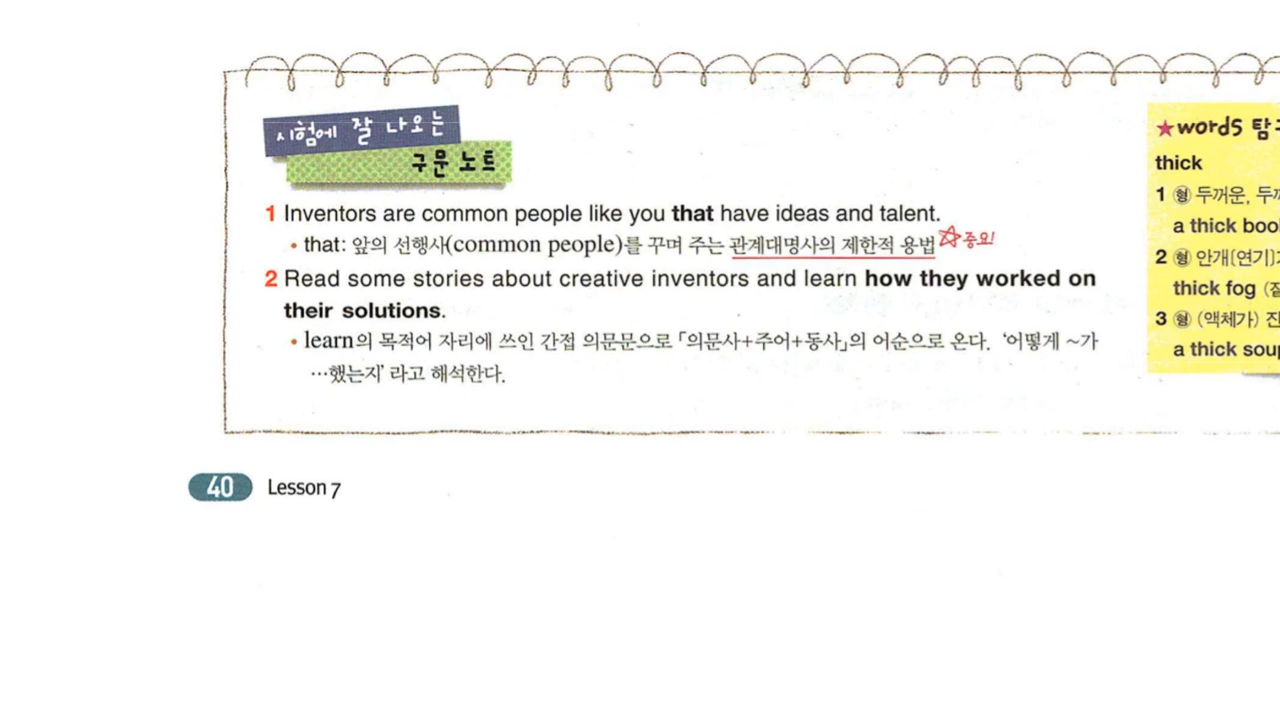 시험에 잘 나오는
구문 노트
1 Inventors are common people like you that have ideas and talent.
• that: 앞의 선행사(common people)를 꾸며 주는 관계대명사의 제한적 용법 ☆중요!
2 Read some stories about creative inventors and learn how they worked on
their solutions.
• learn의 목적어 자리에 쓰인 간접 의문문으로 「의문사+주어+동사」의 어순으로 온다. ‘어떻게 ~가
…했는지’ 라고 해석한다.
★words 탐
thick
1 형 두꺼운,
a thick
2 형 안개[연기]
thick fog
3 형 (액체가)
a thick
40 Lesson 7